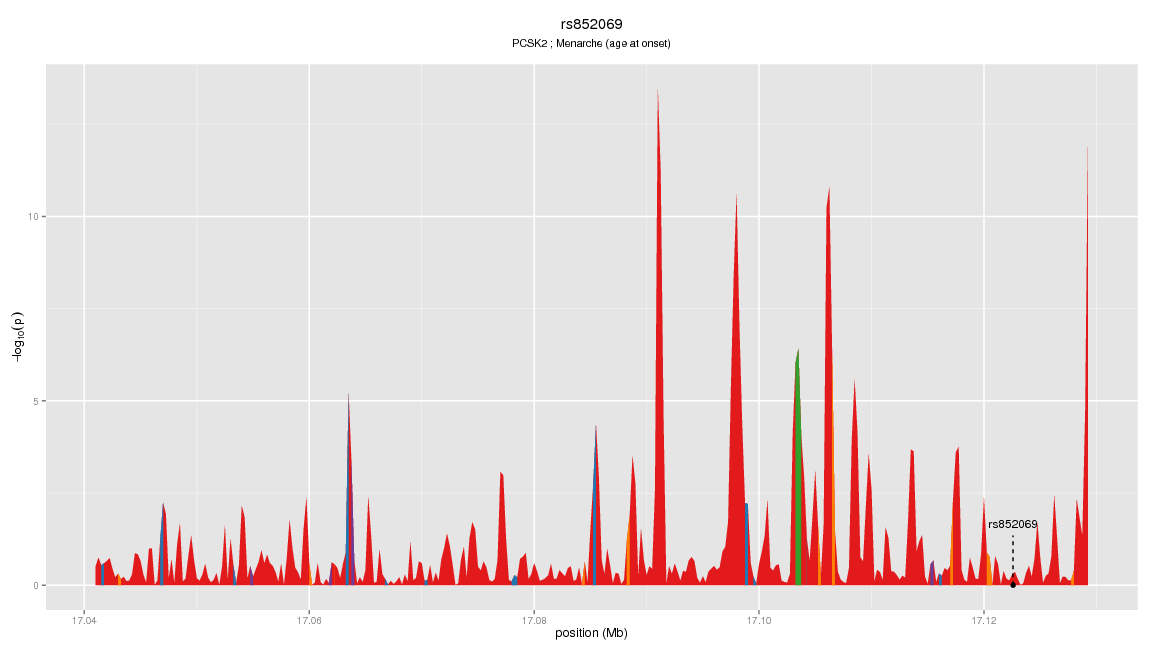 rs852069
PCSK2 ; Menarche (age at onset)
−log10(p)
10
5
0
rs852069
17.04
17.06
17.08
17.10
17.12
position (Mb)